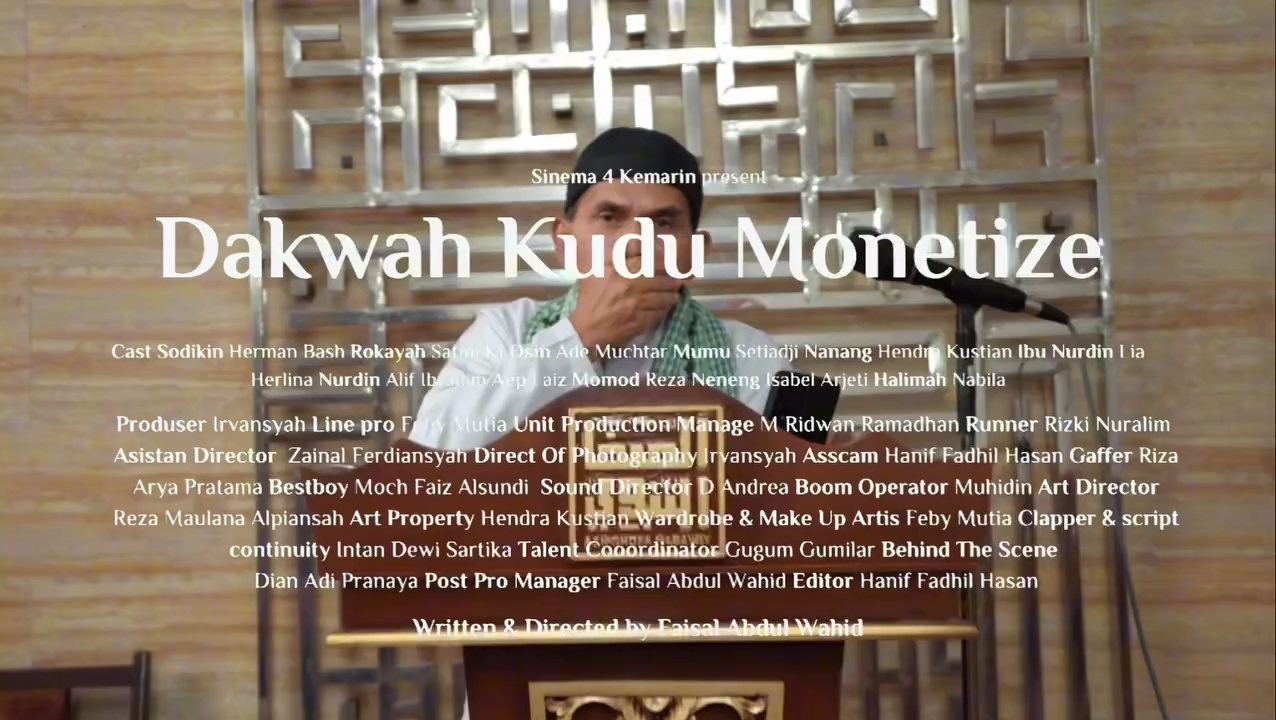 Sinema 4 Kemarin present
Dakwah Kudu Monetize
Cast Sodikin Herman Bash Rokayah Osin Ade Muchtar Mumu Setiadji Nanang Hendra Kustian Ibu Nurdin
Herlina Nurdin Alif Aep Momod Reza Neneng Isabel Arjeti Halimah Nabila
Produser Irvansyah Line pro Feby Mutia Unit Production Manage M Ridwan Ramadhan Runner Rizki Nuralim
Asistan Director Zainal Ferdiansyah Direct Of Photography Irvansyah Asscam Hanif Fadhil Hasan Gaffer Riza
Arya Pratama Bestboy Moch Faiz Alsundi Sound Director D Andrea Boom Operator Muhidin Art Director
Reza Maulana Alpiansah Art Property Hendra Kustian Wardrobe & Make Up Artis Feby Mutia Clapper & script
continuity Intan Dewi Sartika Talent Cooordinator Gugum Gumilar Behind The Scene
Dian Adi Pranaya Post Pro Manager Faisal Abdul Wahid Editor Hanif Fadhil Hasan
Written & Directed by Faisal Abdul Wahid